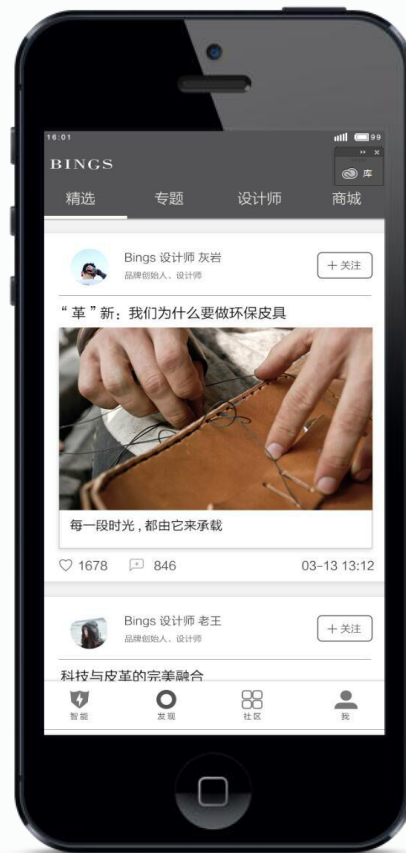 16:01
99
BINGS
库
精选 专题 设计师 商城
Bings 设计师 灰岩
品牌创始人、设计师
+ 关注
“革”新：我们为什么要做环保皮具
每一段时光，都由它来承载
1678 846 03-13 13:12
Bings 设计师 老王
品牌创始人、设计师
+ 关注
科技与皮革的完美融合
智能 发现 社区 我